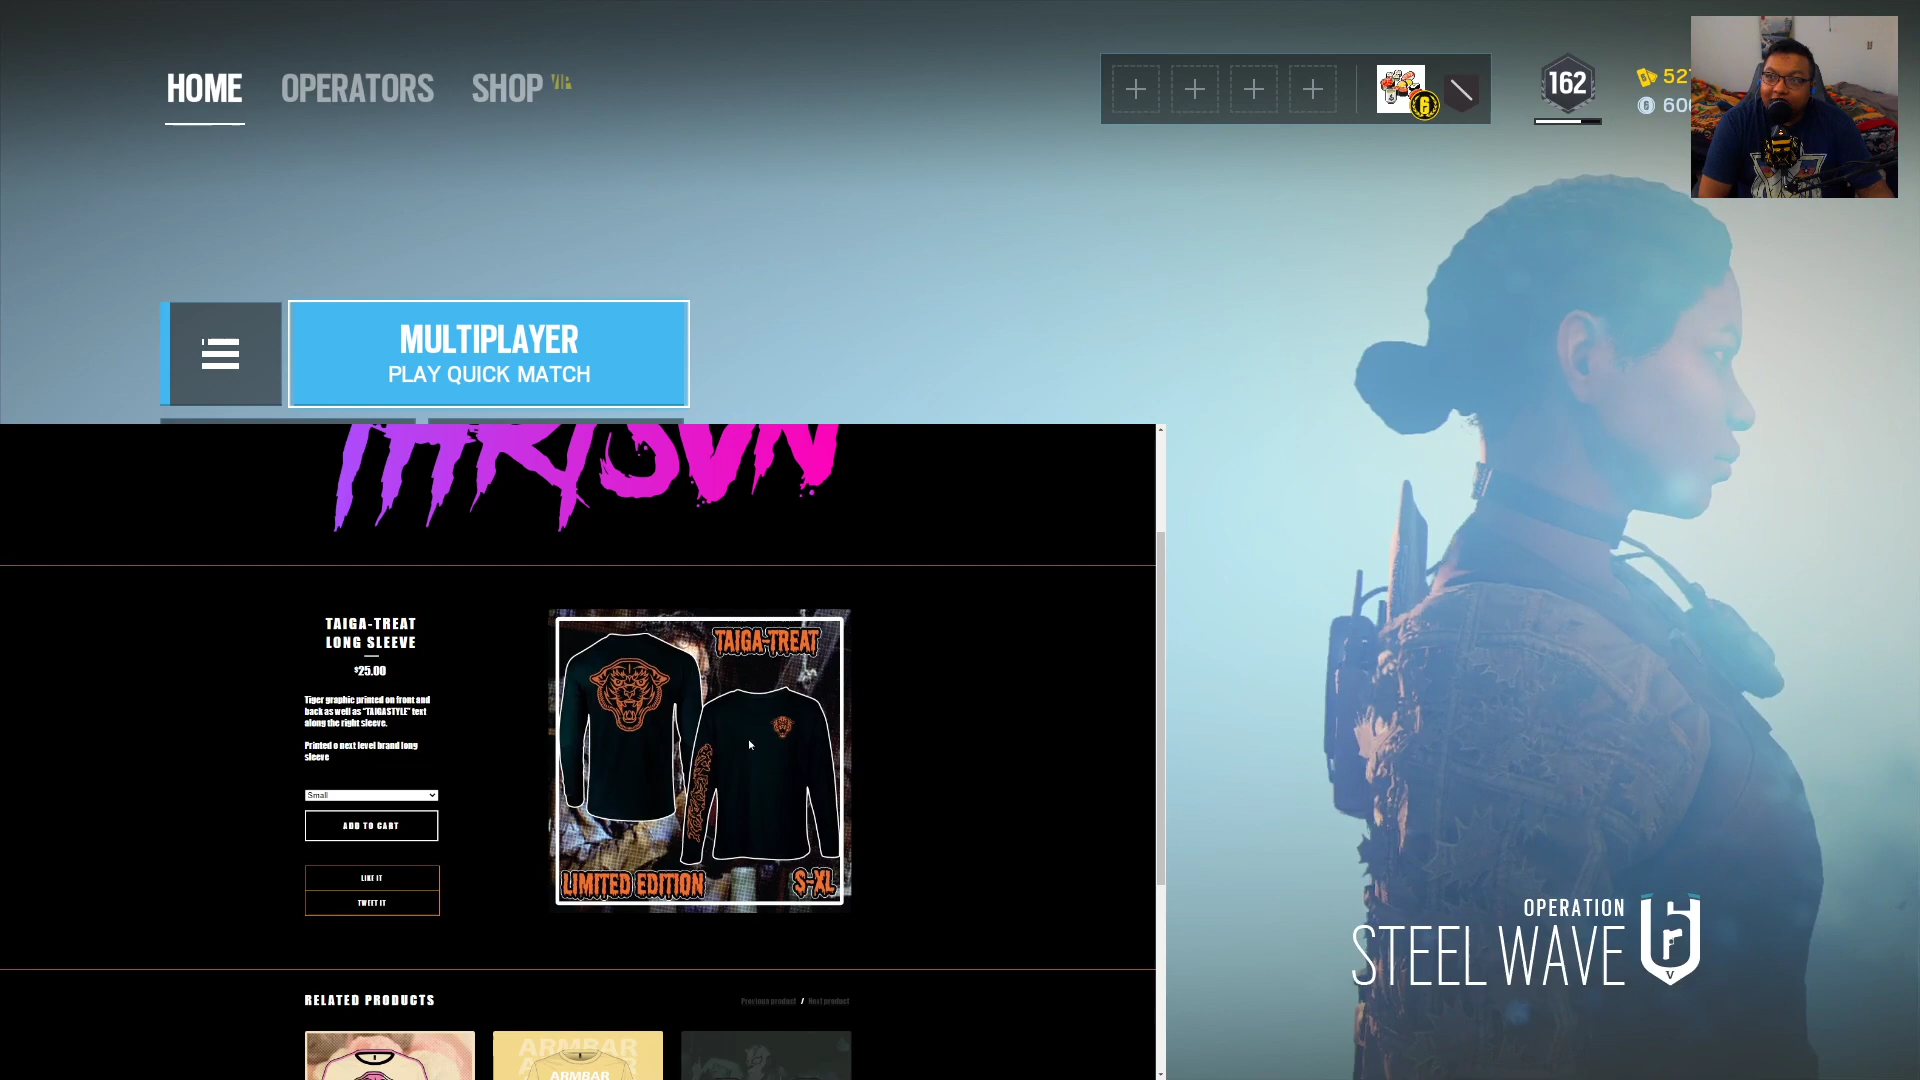 HOME
OPERATORS
SHOP
162
MULTIPLAYER
PLAY QUICK MATCH
TAIGA-TREAT
LONG SLEEVE
$25.00
Tiger graphic printed on front and
back as well as "TAIGASTYLE" text
along the right sleeve.
Printed o next level brand long
sleeve
Small
ADD TO CART
LIKE IT
TWEET IT
TAIGA-TREAT
LIMITED EDITION
S-XL
RELATED PRODUCTS
Previous product / Next product
ARMBAR
ARMBAR
OPERATION
STEEL WAVE
V